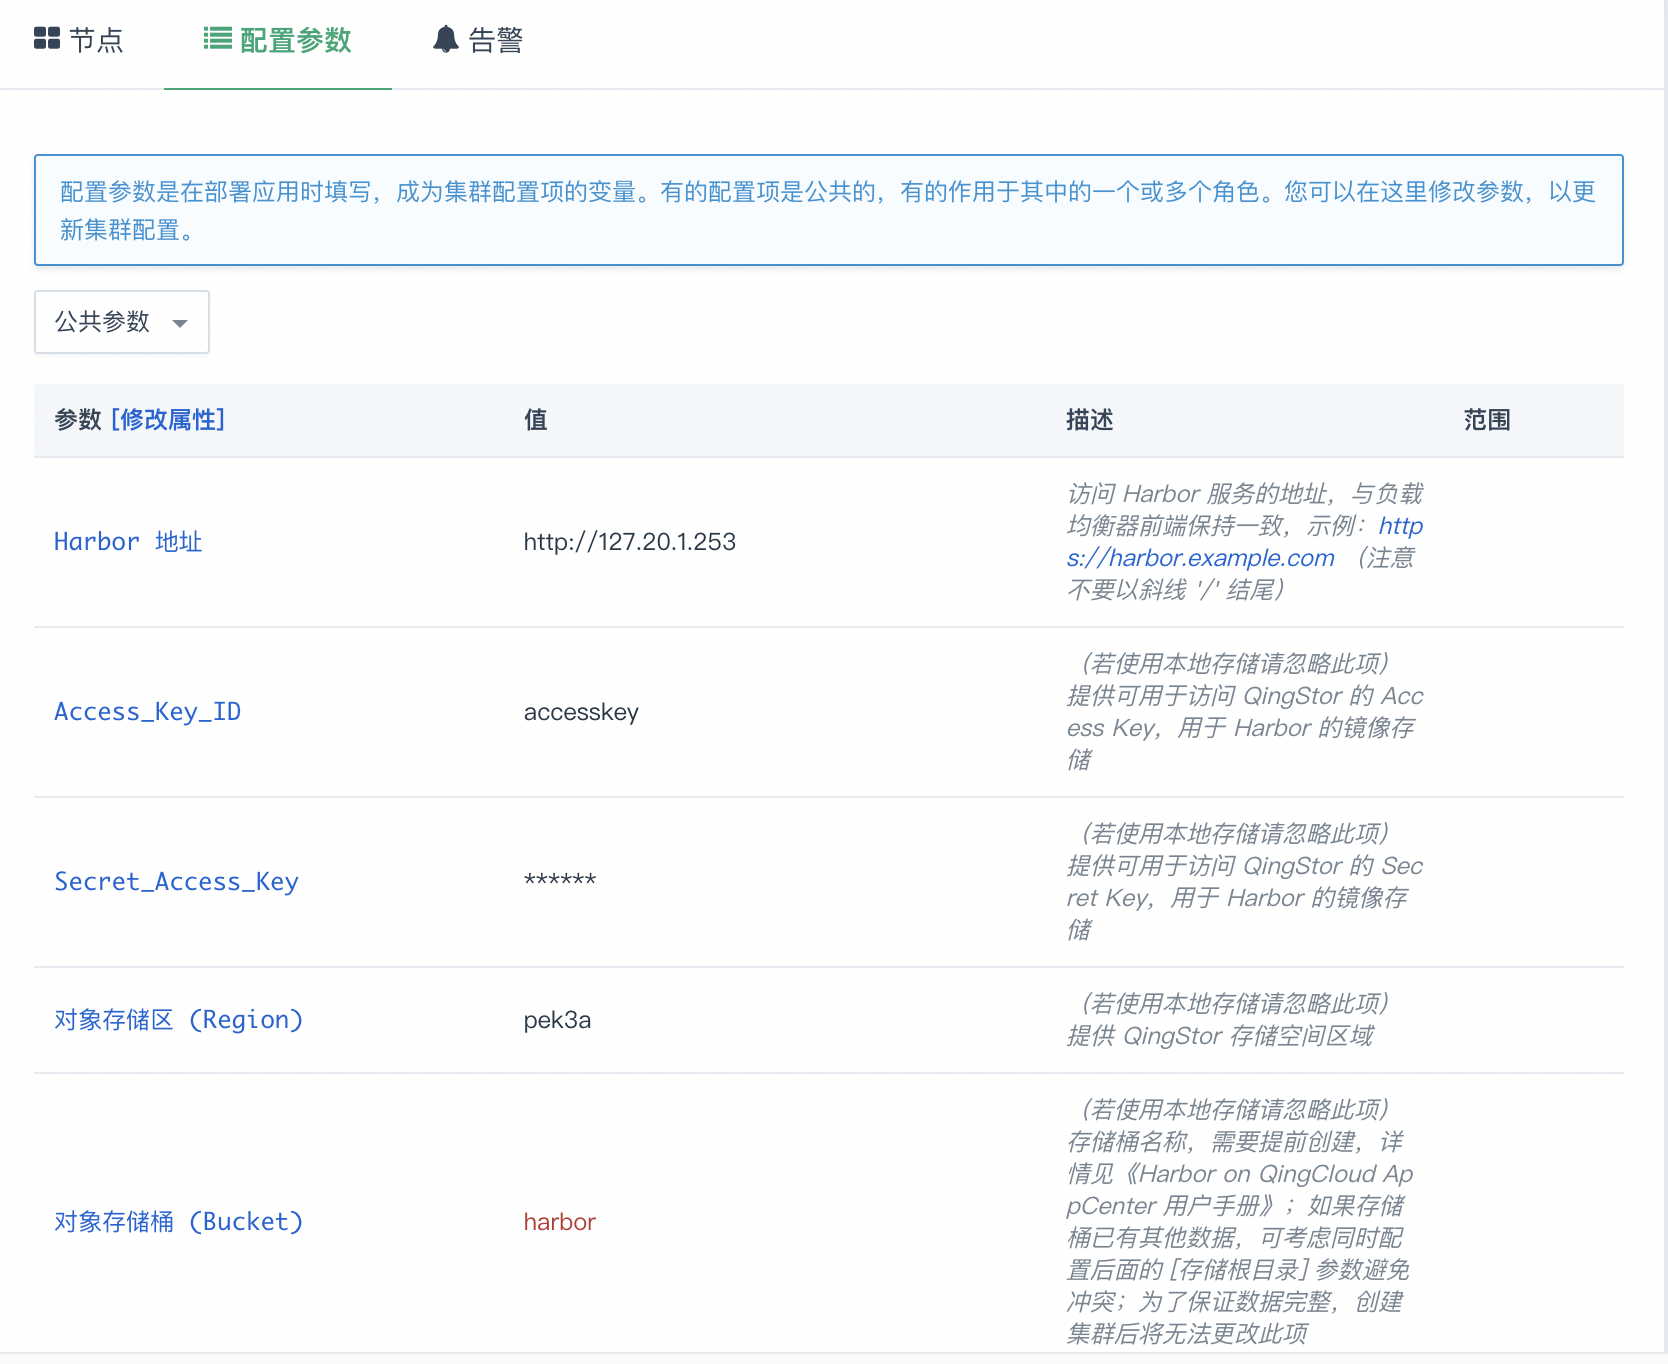 节点
配置参数
告警
配置参数是在部署应用时填写，成为集群配置项的变量。有的配置项是公共的，有的作用于其中的一个或多个角色。您可以在这里修改参数，以更
新集群配置。
公共参数
参数 [修改属性] 值 描述 范围
Harbor 地址
http://127.20.1.253
访问 Harbor 服务的地址，与负载
均衡器前端保持一致，示例：http
s://harbor.example.com （注意
不要以斜线 '/' 结尾）
Access_Key_ID
accesskey
（若使用本地存储请忽略此项）
提供可用于访问 QingStor 的 Acc
ess Key，用于 Harbor 的镜像存
储
Secret_Access_Key
******
（若使用本地存储请忽略此项）
提供可用于访问 QingStor 的 Sec
ret Key，用于 Harbor 的镜像存
储
对象存储区 (Region)
pek3a
（若使用本地存储请忽略此项）
提供 QingStor 存储空间区域
对象存储桶 (Bucket)
harbor
（若使用本地存储请忽略此项）
存储桶名称，需要提前创建，详
情见《Harbor on QingCloud Ap
pCenter 用户手册》；如果存储
桶已有其他数据，可考虑同时配
置后面的 [存储根目录] 参数避免
冲突；为了保证数据完整，创建
集群后将无法更改此项